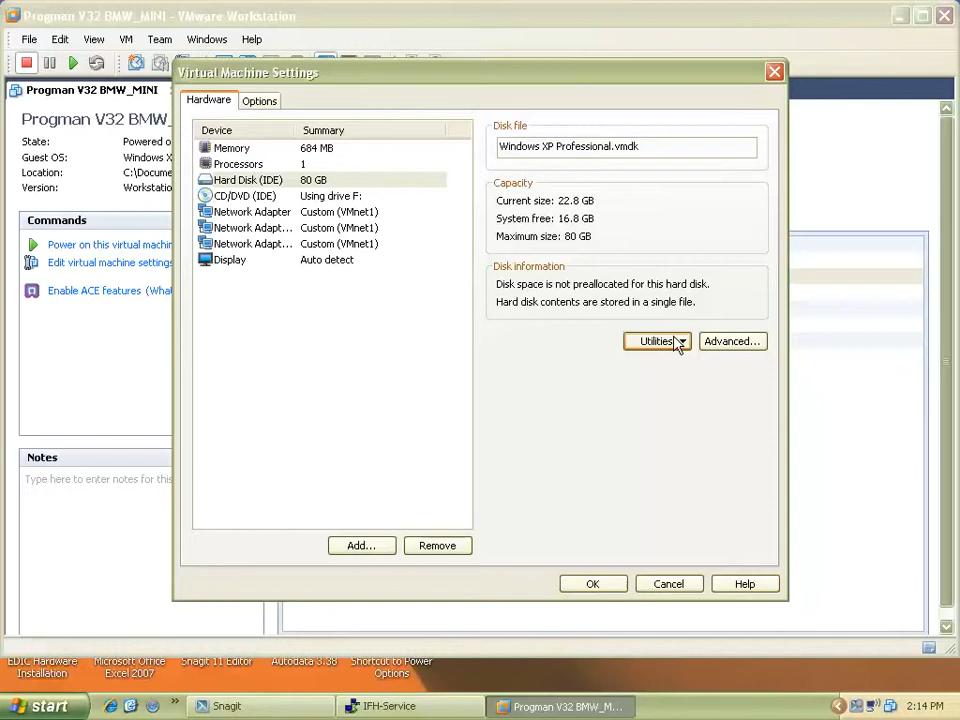 Progman V32 BMW_MINI - VMware Workstation
File Edit View VM Team Windows Help
Virtual Machine Settings
Progman V32 BMW_MINI
Hardware Options
Progman V32 BMW_
State: Powered o
Guest OS: Windows X
Location: C:\Docume
Version: Workstatio
Commands
Power on this virtual machin
Edit virtual machine settings
Enable ACE features (Wha
Notes
Type here to enter notes for this
Device Summary
Memory 684 MB
Processors 1
Hard Disk (IDE) 80 GB
CD/DVD (IDE) Using drive F:
Network Adapter Custom (VMnet1)
Network Adapt... Custom (VMnet1)
Network Adapt... Custom (VMnet1)
Display Auto detect
Add... Remove
Disk file
Windows XP Professional.vmdk
Capacity
Current size: 22.8 GB
System free: 16.8 GB
Maximum size: 80 GB
Disk information
Disk space is not preallocated for this hard disk.
Hard disk contents are stored in a single file.
Utilities Advanced...
OK Cancel Help
EDIC Hardware Installation
Microsoft Office Excel 2007
Snagit 11 Editor
Autodata 3.38
Shortcut to Power Options
start Snagit IFH-Service Progman V32 BMW_M... 2:14 PM